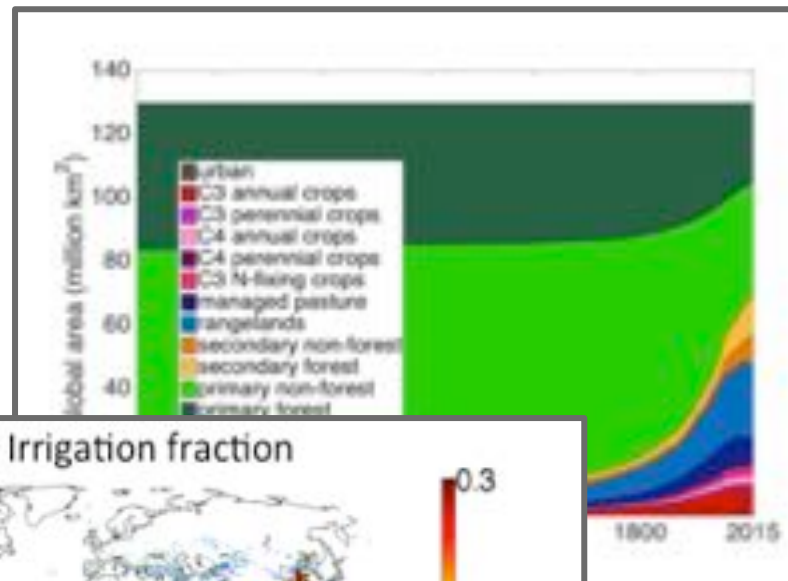 140
120
100
80
60
40
lobal area (million km²)
urban
C3 annual crops
C3 perennial crops
C4 annual crops
C4 perennial crops
C3 N-fixing crops
managed pasture
rangelands
secondary non-forest
secondary forest
primary non-forest
primary forest
1800
2015
Irrigation fraction
0.3